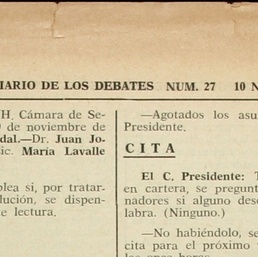 IARIO DE LOS DEBATES NUM. 27 10 N
H. Cámara de Se-
de noviembre de
dal.—Dr. Juan Jo-
ic. María Lavalle
lea si, por tratar-
lución, se dispen-
e lectura.
—Agotados los asu
Presidente.
CITA
El C. Presidente: T
en cartera, se pregunt
nadores si alguno dese
labra. (Ninguno.)
—No habiéndolo, se
cita para el próximo